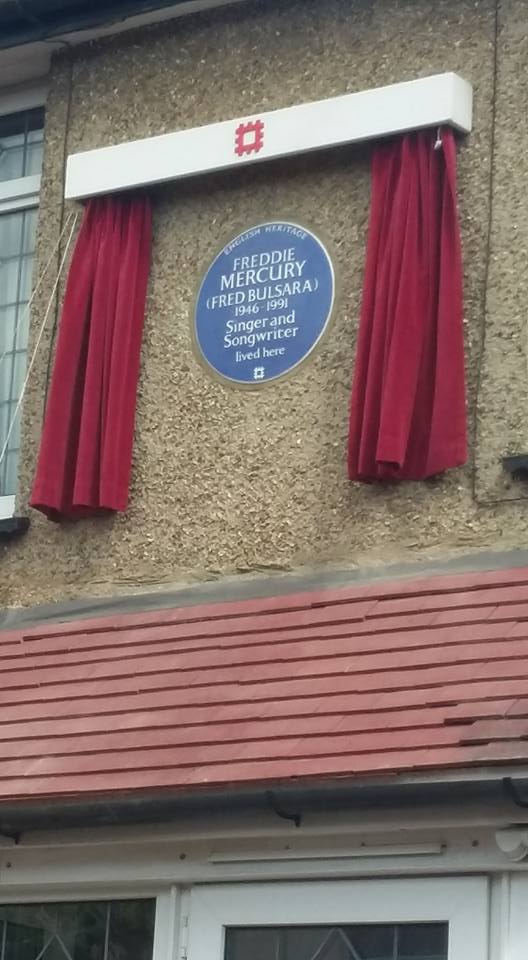 ENGLISH HERITAGE
FREDDIE
MERCURY
(FRED BULSARA)
1946-1991
Singer and
Songwriter
lived here